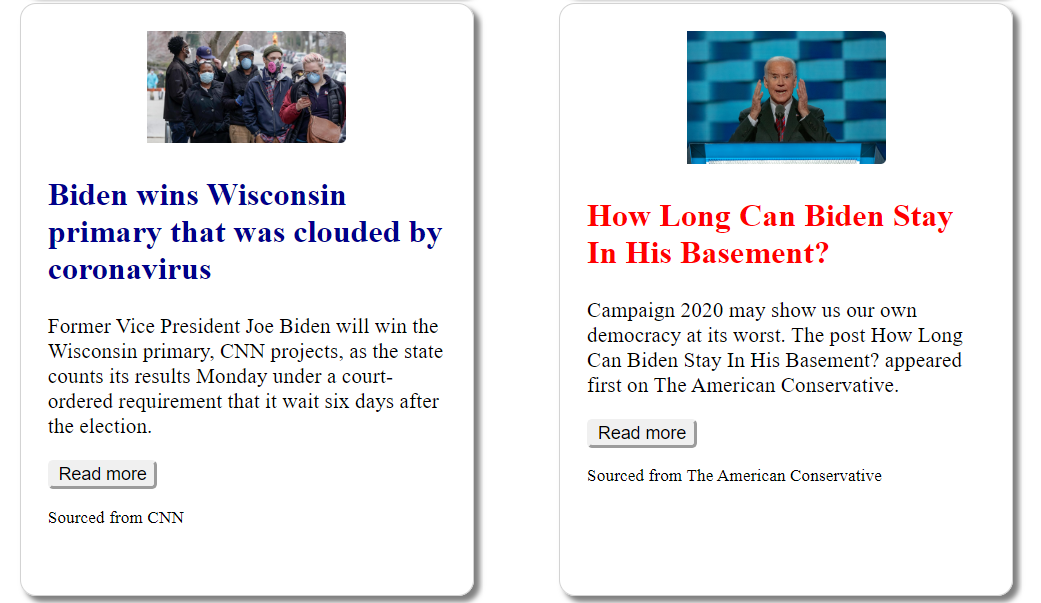 Biden wins Wisconsin
primary that was clouded by
coronavirus
Former Vice President Joe Biden will win the
Wisconsin primary, CNN projects, as the state
counts its results Monday under a court-
ordered requirement that it wait six days after
the election.
Read more
Sourced from CNN
How Long Can Biden Stay
In His Basement?
Campaign 2020 may show us our own
democracy at its worst. The post How Long
Can Biden Stay In His Basement? appeared
first on The American Conservative.
Read more
Sourced from The American Conservative